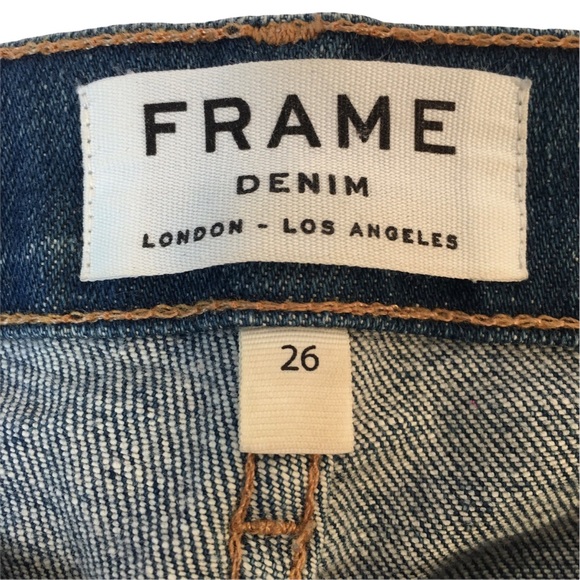 FRAME
DENIM
LONDON - LOS ANGELES
26